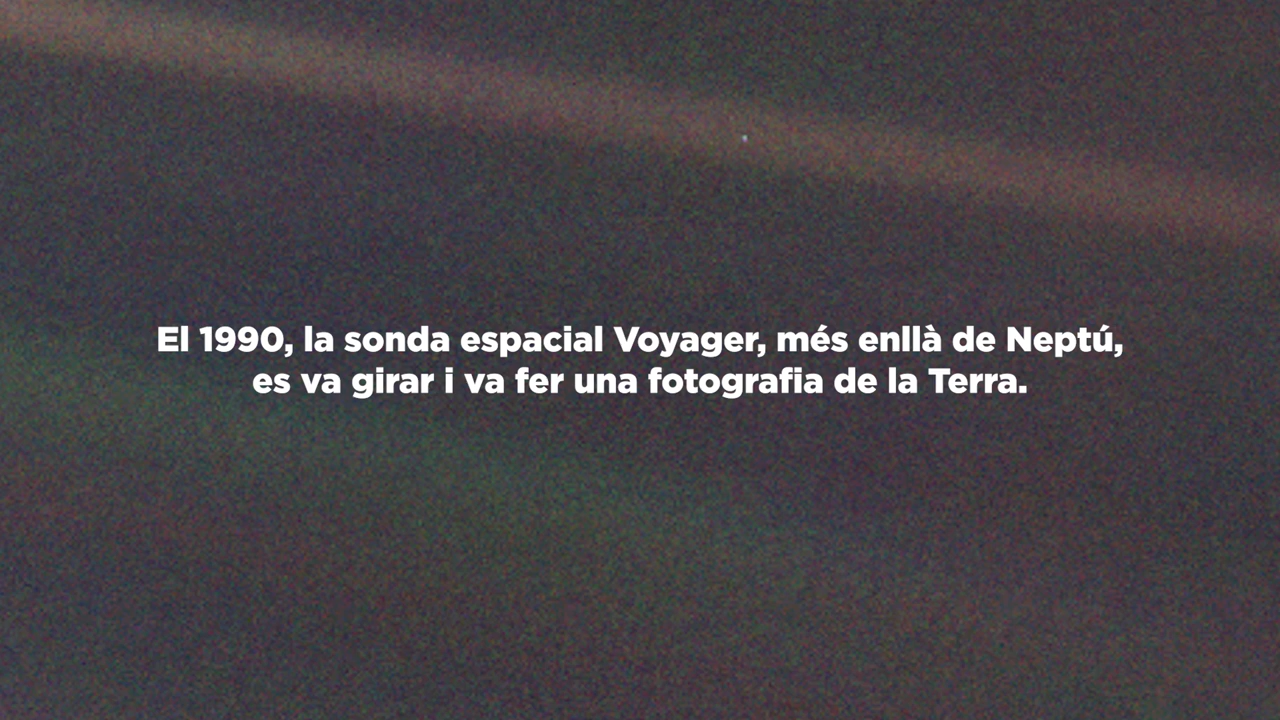 El 1990, la sonda espacial Voyager, més enllà de Neptú,
es va girar i va fer una fotografia de la Terra.